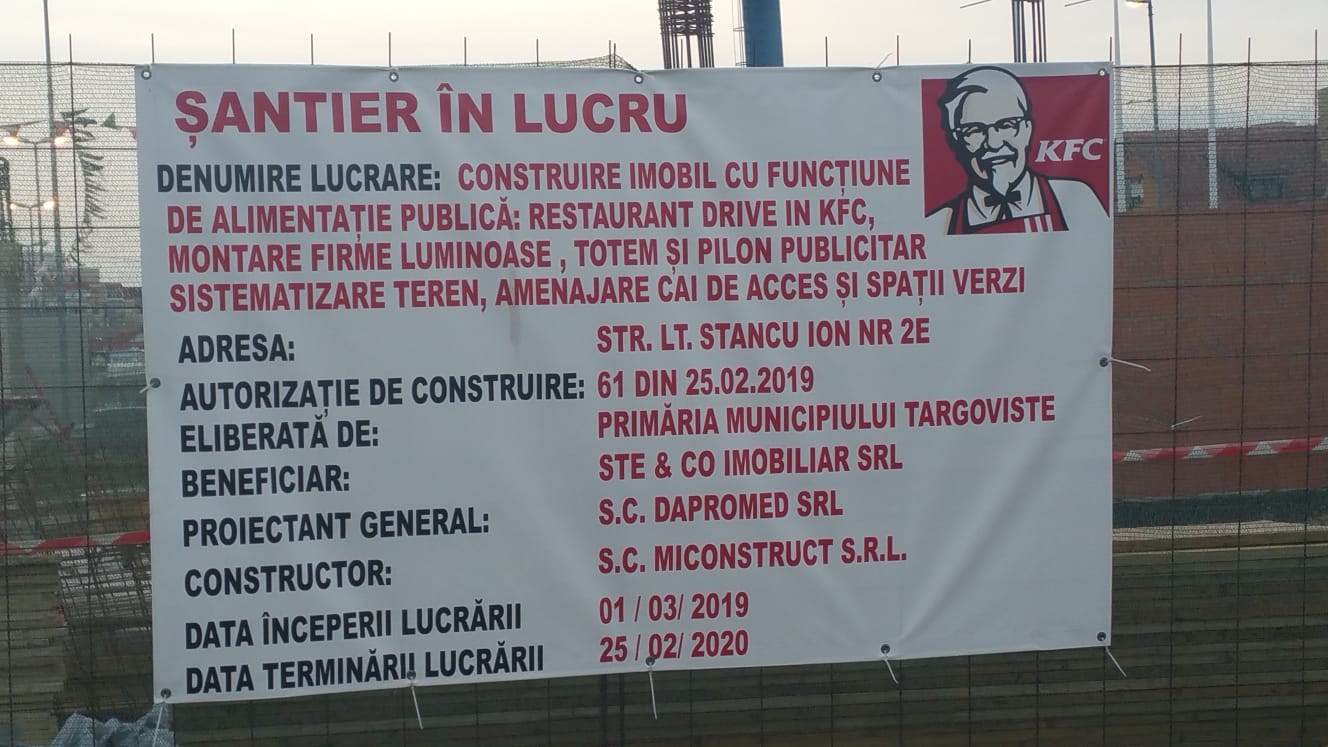 ȘANTIER ÎN LUCRU
KFC
DENUMIRE LUCRARE: CONSTRUIRE IMOBIL CU FUNCȚIUNE
DE ALIMENTAȚIE PUBLICĂ: RESTAURANT DRIVE IN KFC,
MONTARE FIRME LUMINOASE , TOTEM ȘI PILON PUBLICITAR
SISTEMATIZARE TEREN, AMENAJARE CAI DE ACCES ȘI SPAȚII VERZI
ADRESA: STR. LT. STANCU ION NR 2E
AUTORIZAȚIE DE CONSTRUIRE: 61 DIN 25.02.2019
ELIBERATĂ DE: PRIMĂRIA MUNICIPIULUI TARGOVISTE
BENEFICIAR: STE & CO IMOBILIAR SRL
PROIECTANT GENERAL: S.C. DAPROMED SRL
CONSTRUCTOR: S.C. MICONSTRUCT S.R.L.
DATA ÎNCEPERII LUCRĂRII 01 / 03/ 2019
DATA TERMINĂRII LUCRĂRII 25 / 02/ 2020